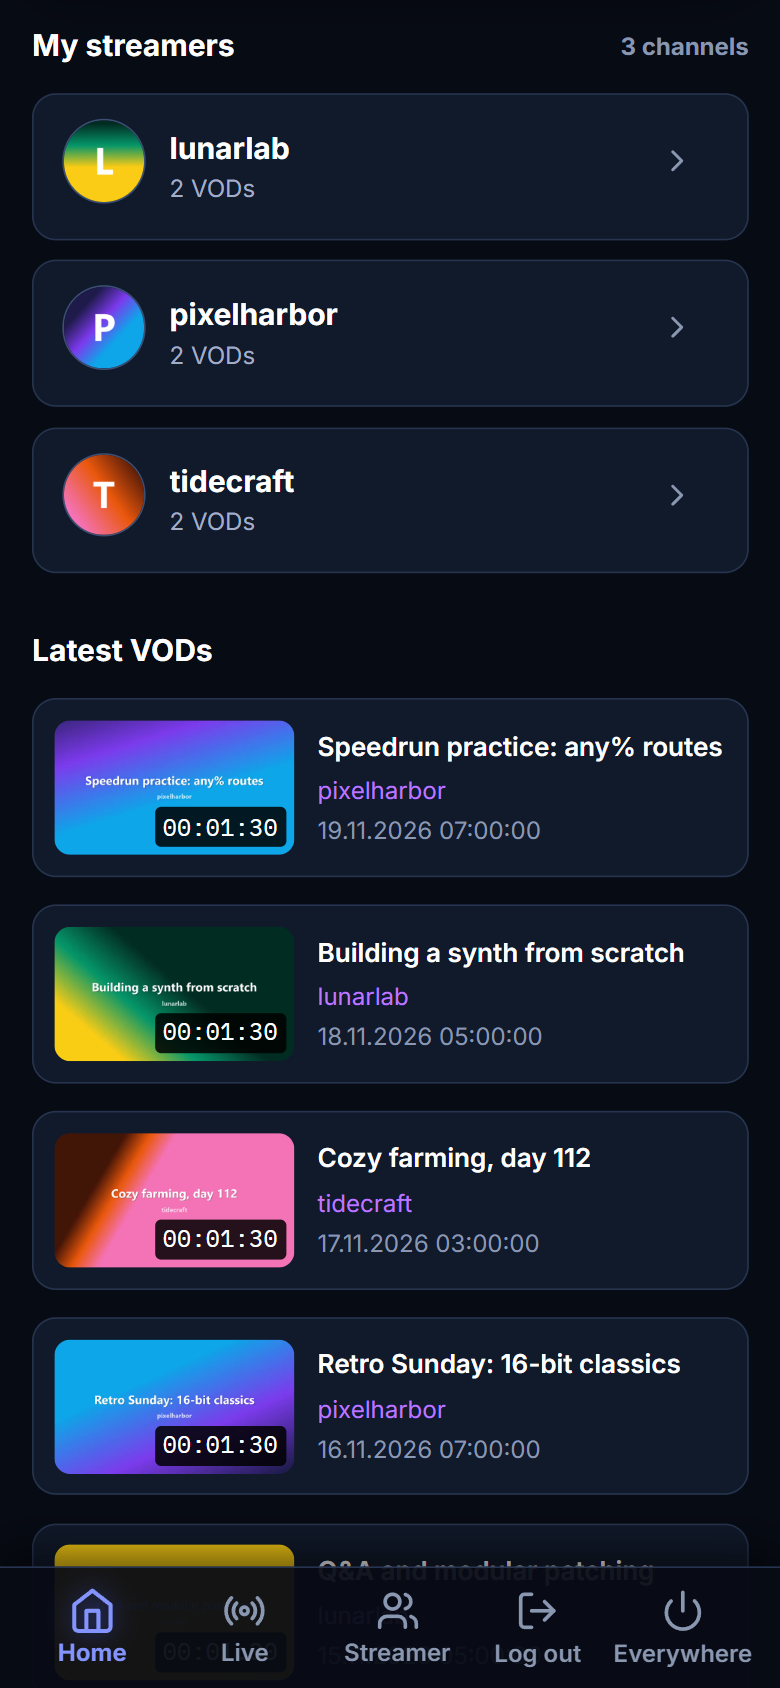 My streamers
3 channels
L
lunarlab
2 VODs
P
pixelharbor
2 VODs
T
tidecraft
2 VODs
Latest VODs
Speedrun practice: any% routes
pixelharbor
00:01:30
Speedrun practice: any% routes
pixelharbor
19.11.2026 07:00:00
Building a synth from scratch
lunarlab
00:01:30
Building a synth from scratch
lunarlab
18.11.2026 05:00:00
Cozy farming, day 112
tidecraft
00:01:30
Cozy farming, day 112
tidecraft
17.11.2026 03:00:00
Retro Sunday: 16-bit classics
pixelharbor
00:01:30
Retro Sunday: 16-bit classics
pixelharbor
16.11.2026 07:00:00
Q&A and modular patching
Home
Live
Streamer
Log out
Everywhere